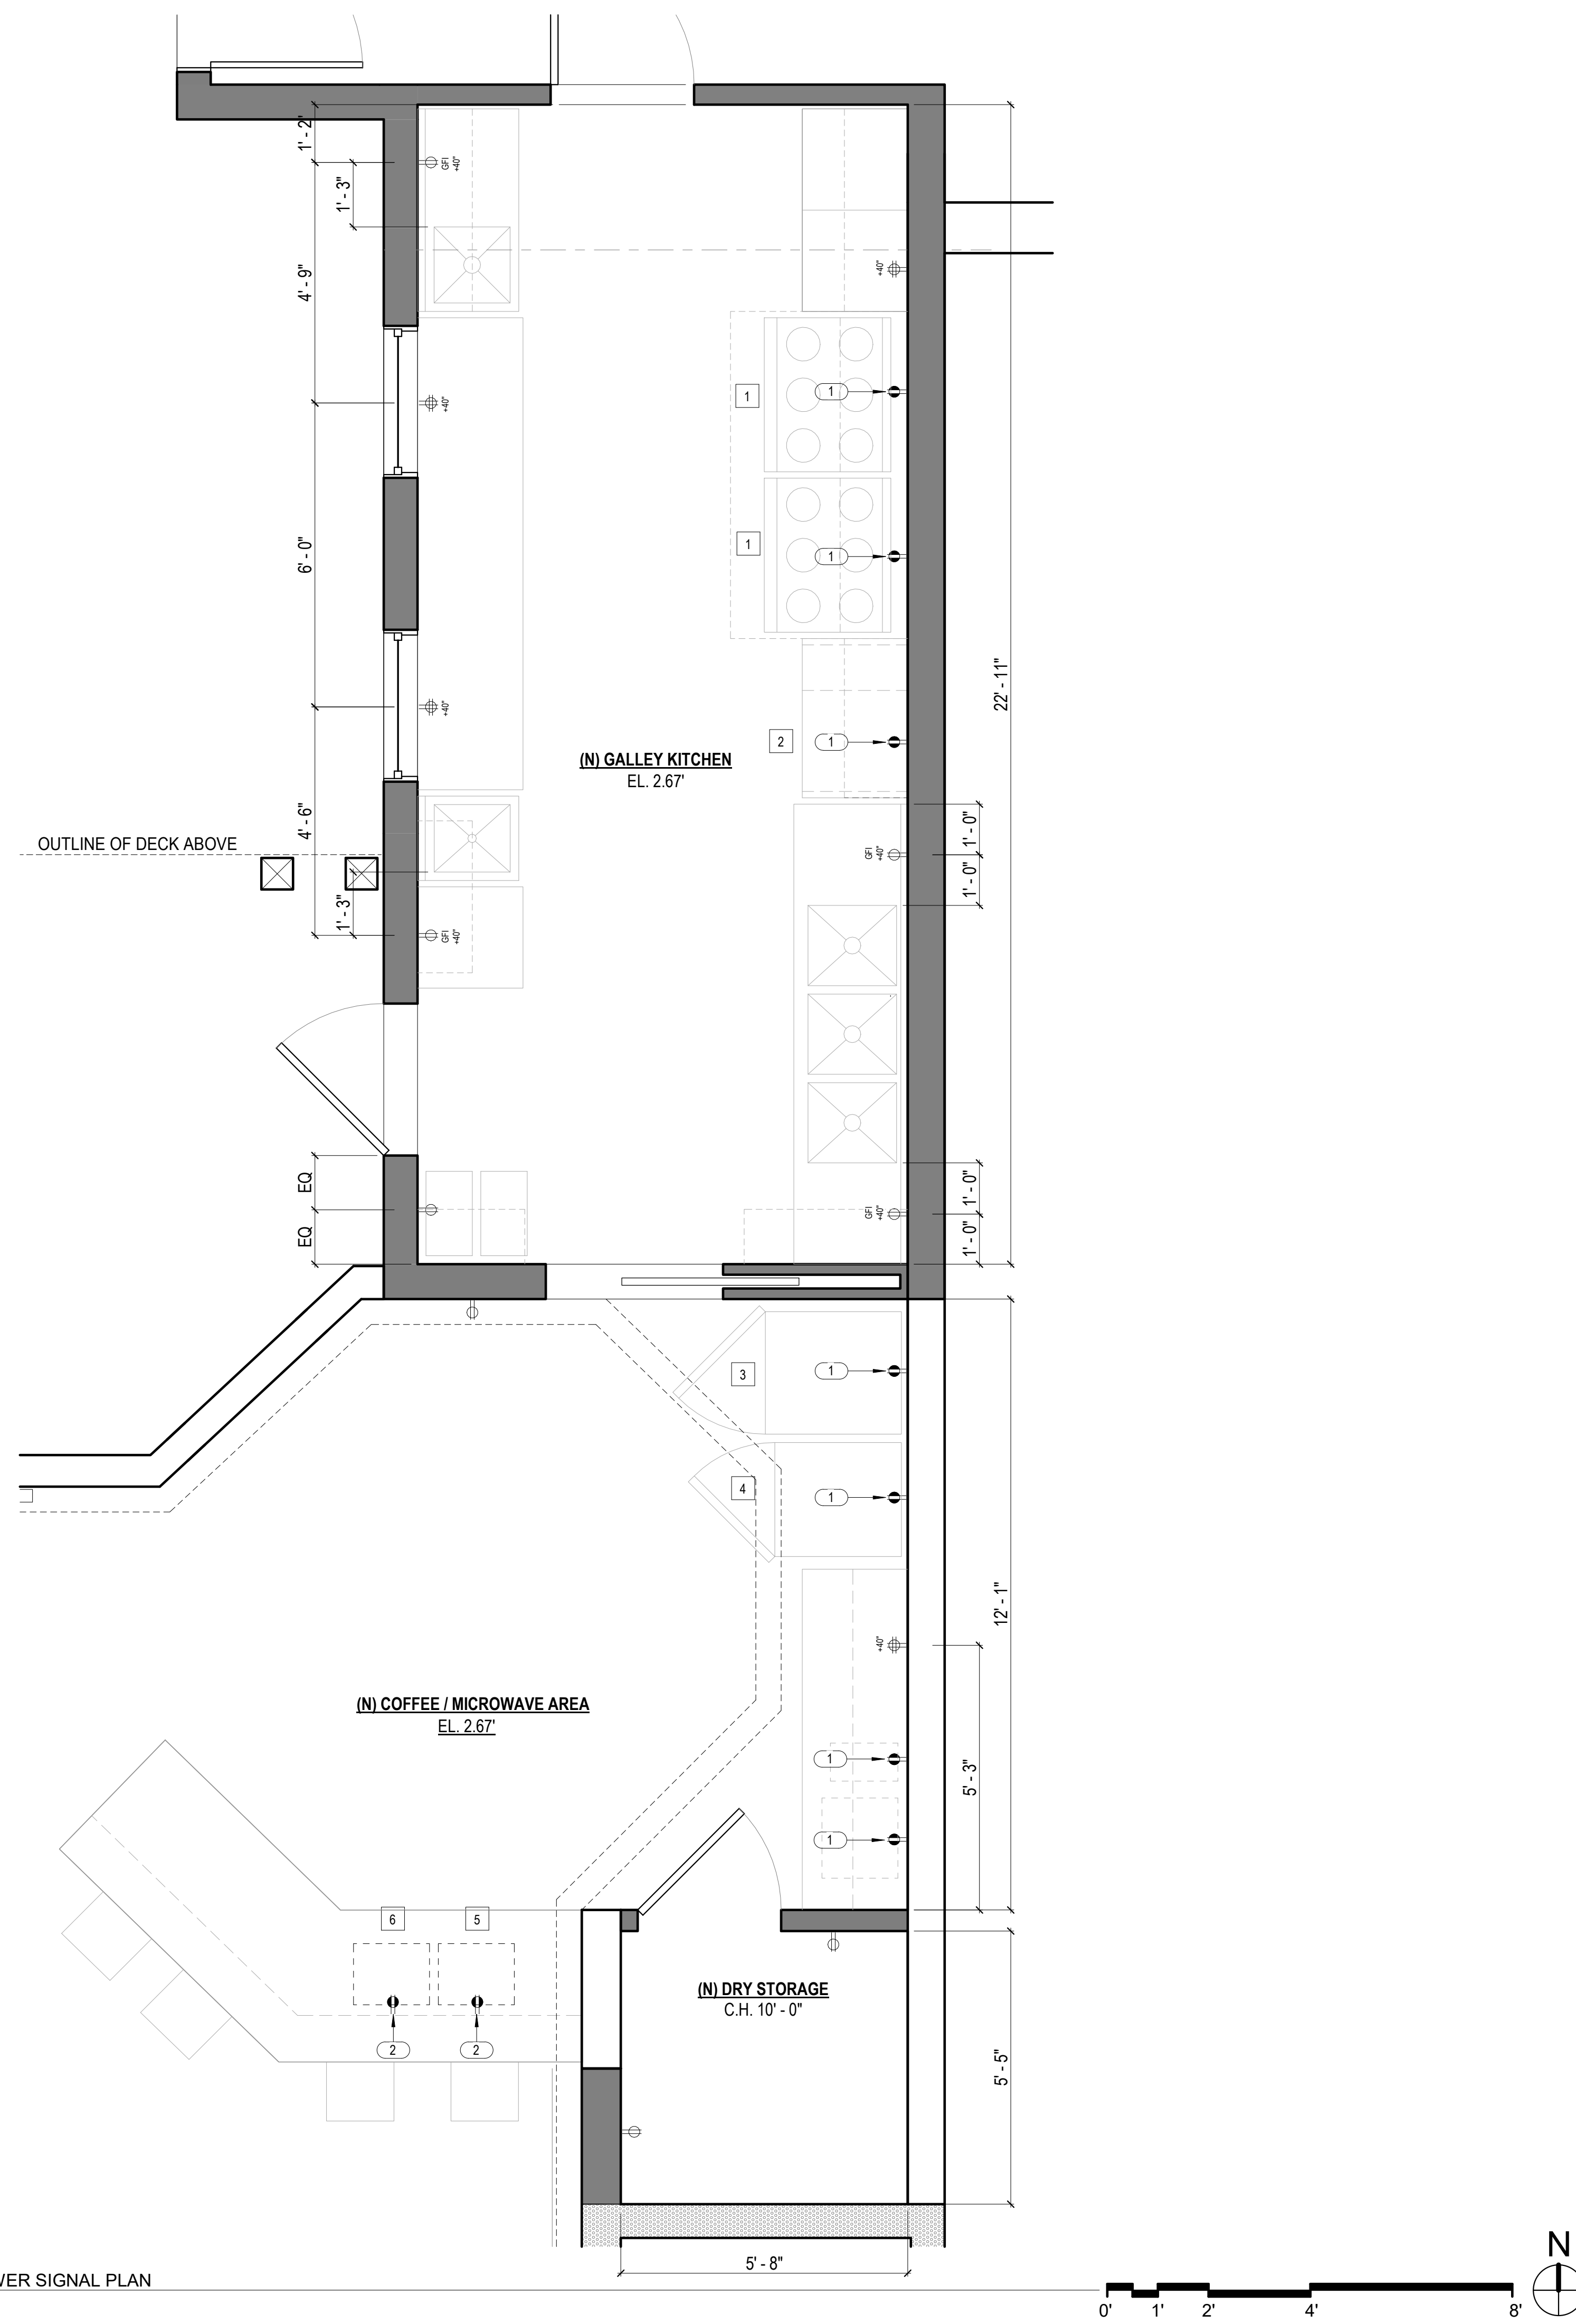 1' - 2"
GFI
+40"
1' - 3"
4' - 9"
+40"
1
1
+40"
6' - 0"
1
1
22' - 11"
+40"
2
1
(N) GALLEY KITCHEN
EL. 2.67'
4' - 6"
1' - 0"
OUTLINE OF DECK ABOVE
GFI
+40"
1' - 0"
1' - 3"
GFI
+40"
EQ
1' - 0"
GFI
+40"
EQ
1' - 0"
3
1
4
1
12' - 1"
+40"
(N) COFFEE / MICROWAVE AREA
EL. 2.67'
1
5' - 3"
1
6
5
(N) DRY STORAGE
C.H. 10' - 0"
2
2
5' - 5"
5' - 8"
N
WER SIGNAL PLAN
0' 1' 2' 4' 8'